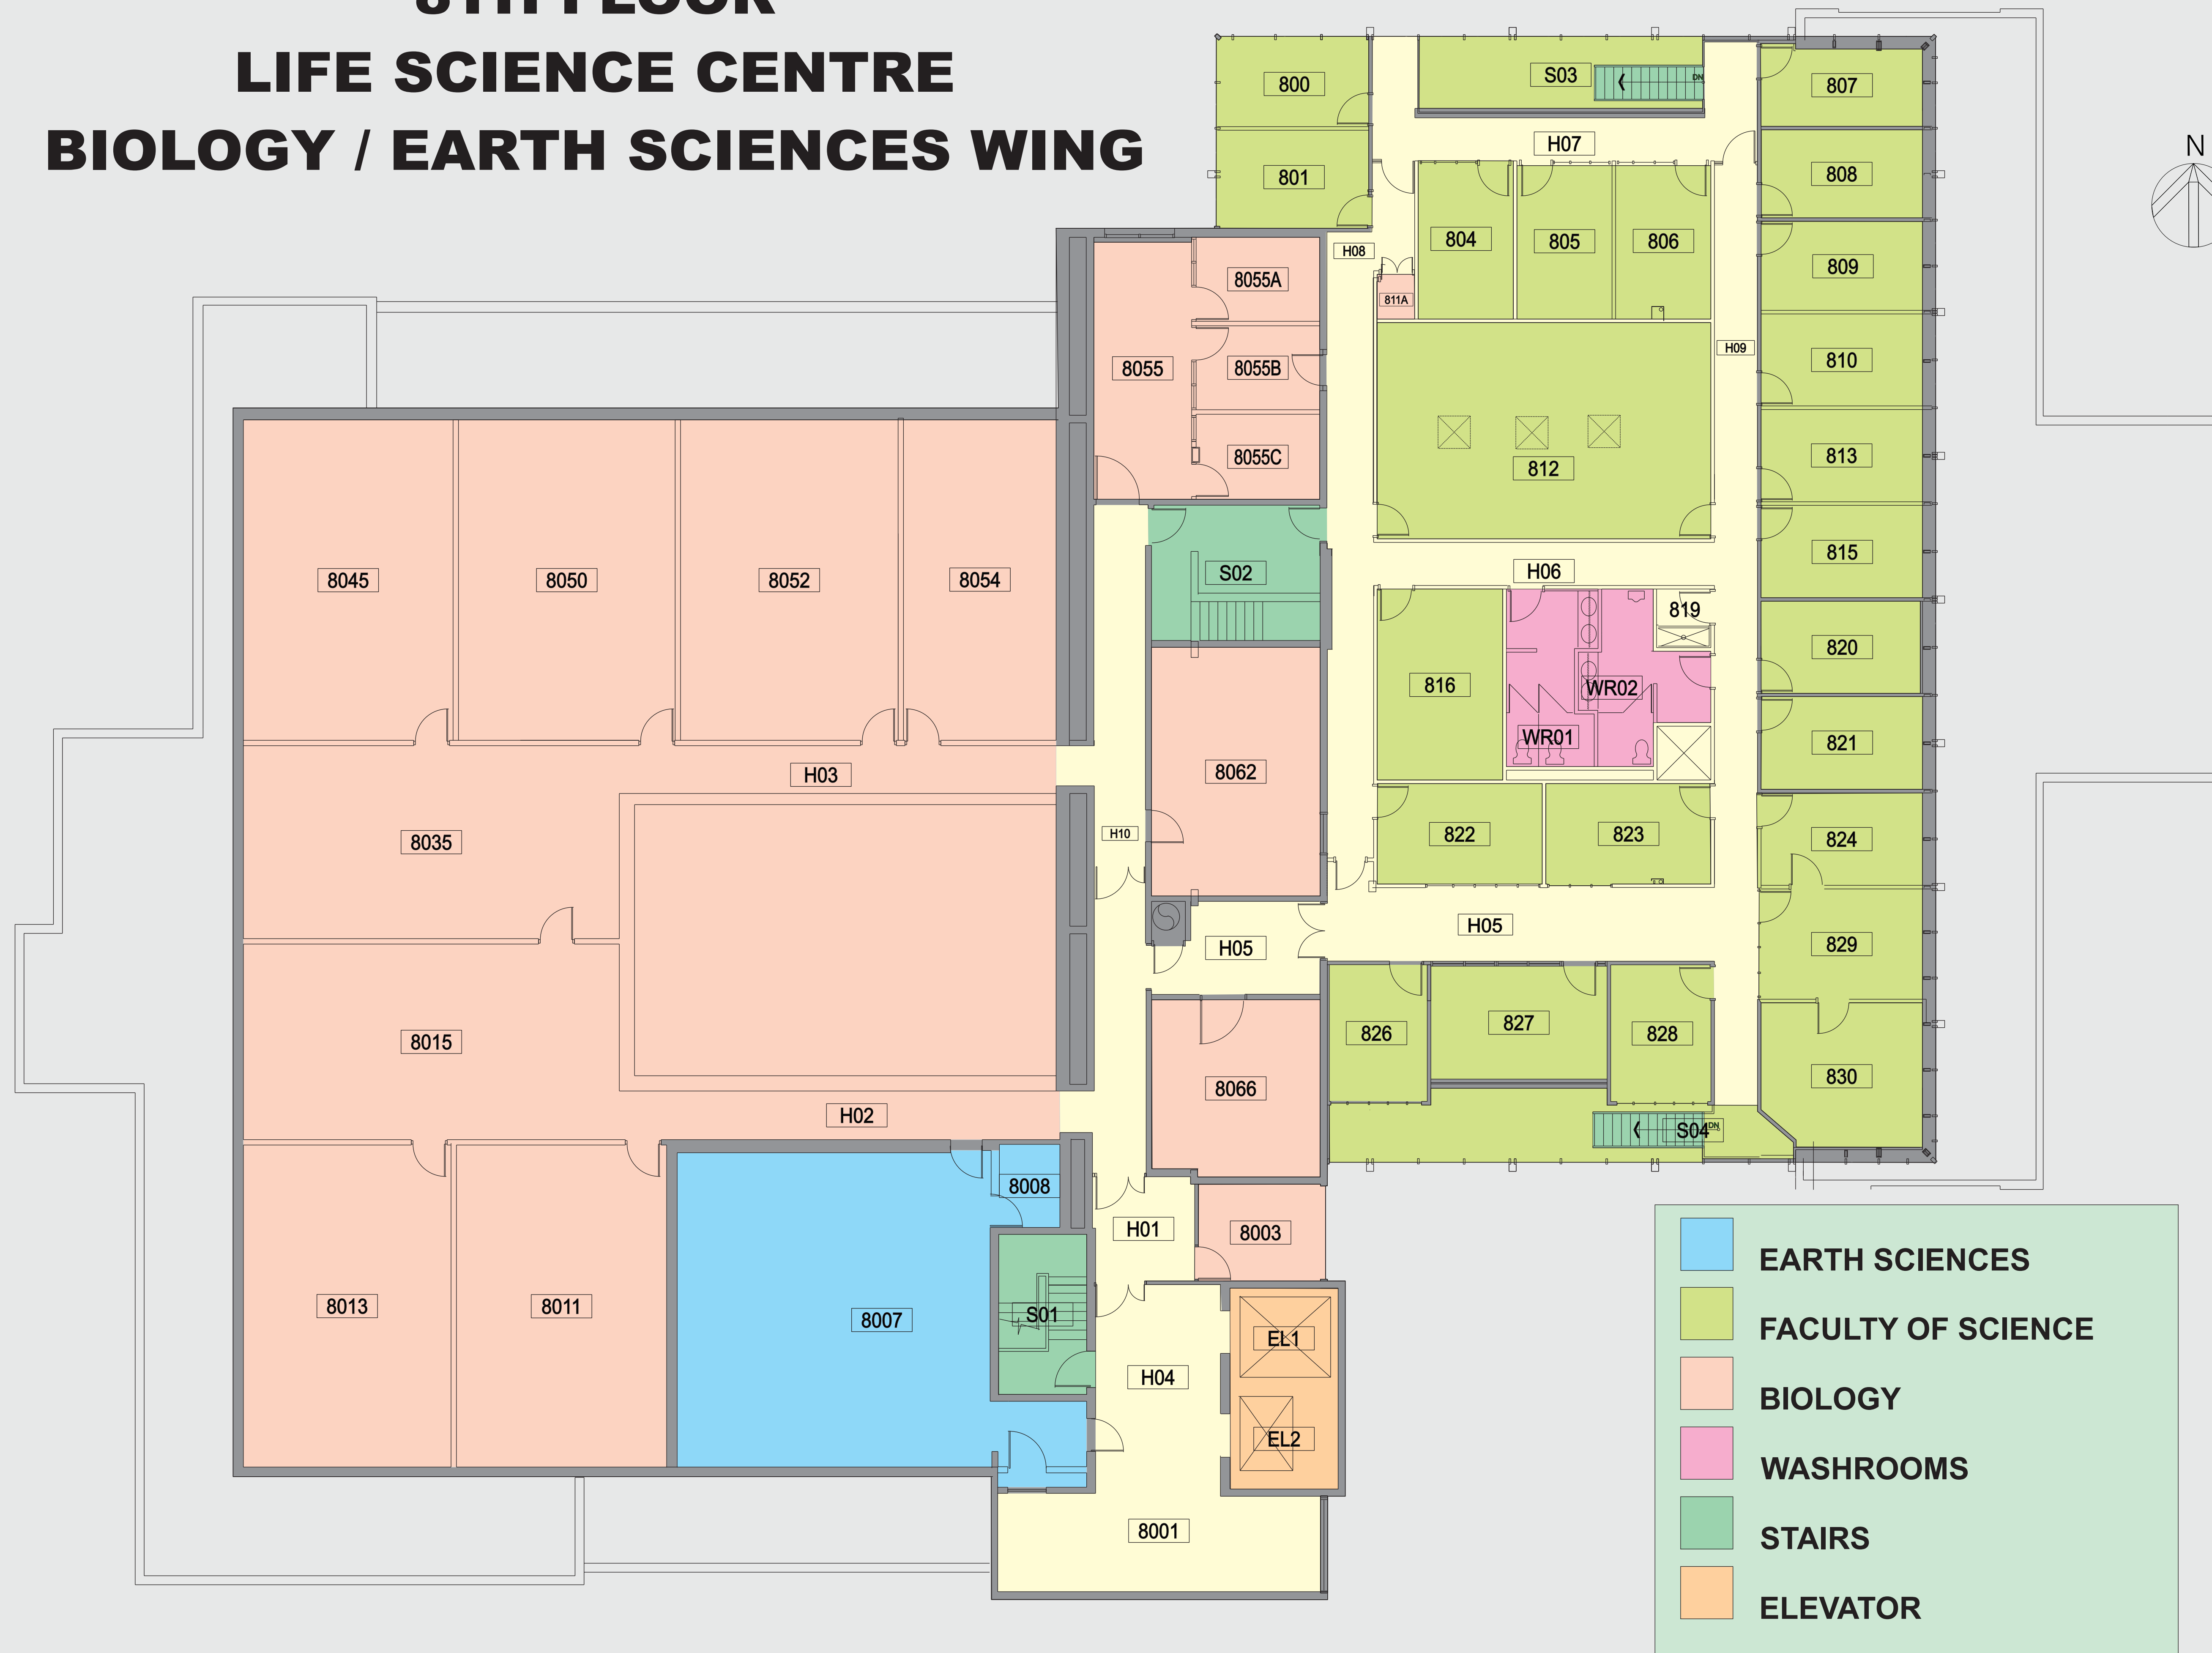 8TH FLOOR
LIFE SCIENCE CENTRE
BIOLOGY / EARTH SCIENCES WING
N
800
S03
DN
807
801
H07
808
H08
804
805
806
809
8055A
811A
8055
8055B
H09
810
8055C
812
813
8045
8050
8052
8054
S02
H06
815
819
816
WR02
820
WR01
821
H03
8062
8035
H10
822
823
824
H05
H05
829
8015
826
827
828
8066
830
H02
S04
DN
8008
H01
8003
8013
8011
8007
S01
EL1
H04
EL2
8001
EARTH SCIENCES
FACULTY OF SCIENCE
BIOLOGY
WASHROOMS
STAIRS
ELEVATOR